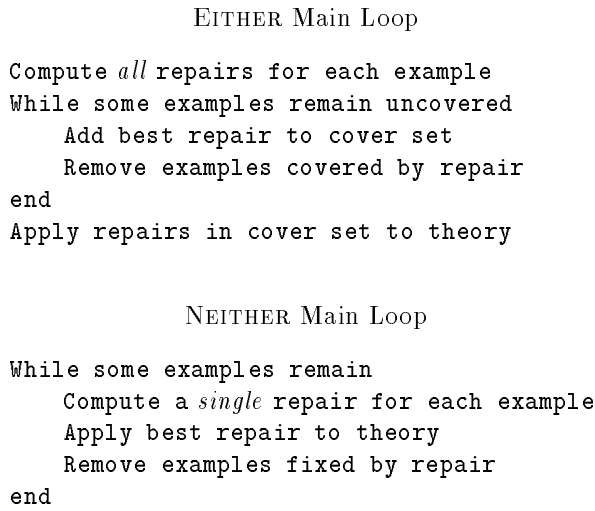 EITHER Main Loop
Compute all repairs for each example
While some examples remain uncovered
Add best repair to cover set
Remove examples covered by repair
end
Apply repairs in cover set to theory
NEITHER Main Loop
While some examples remain
Compute a single repair for each example
Apply best repair to theory
Remove examples fixed by repair
end